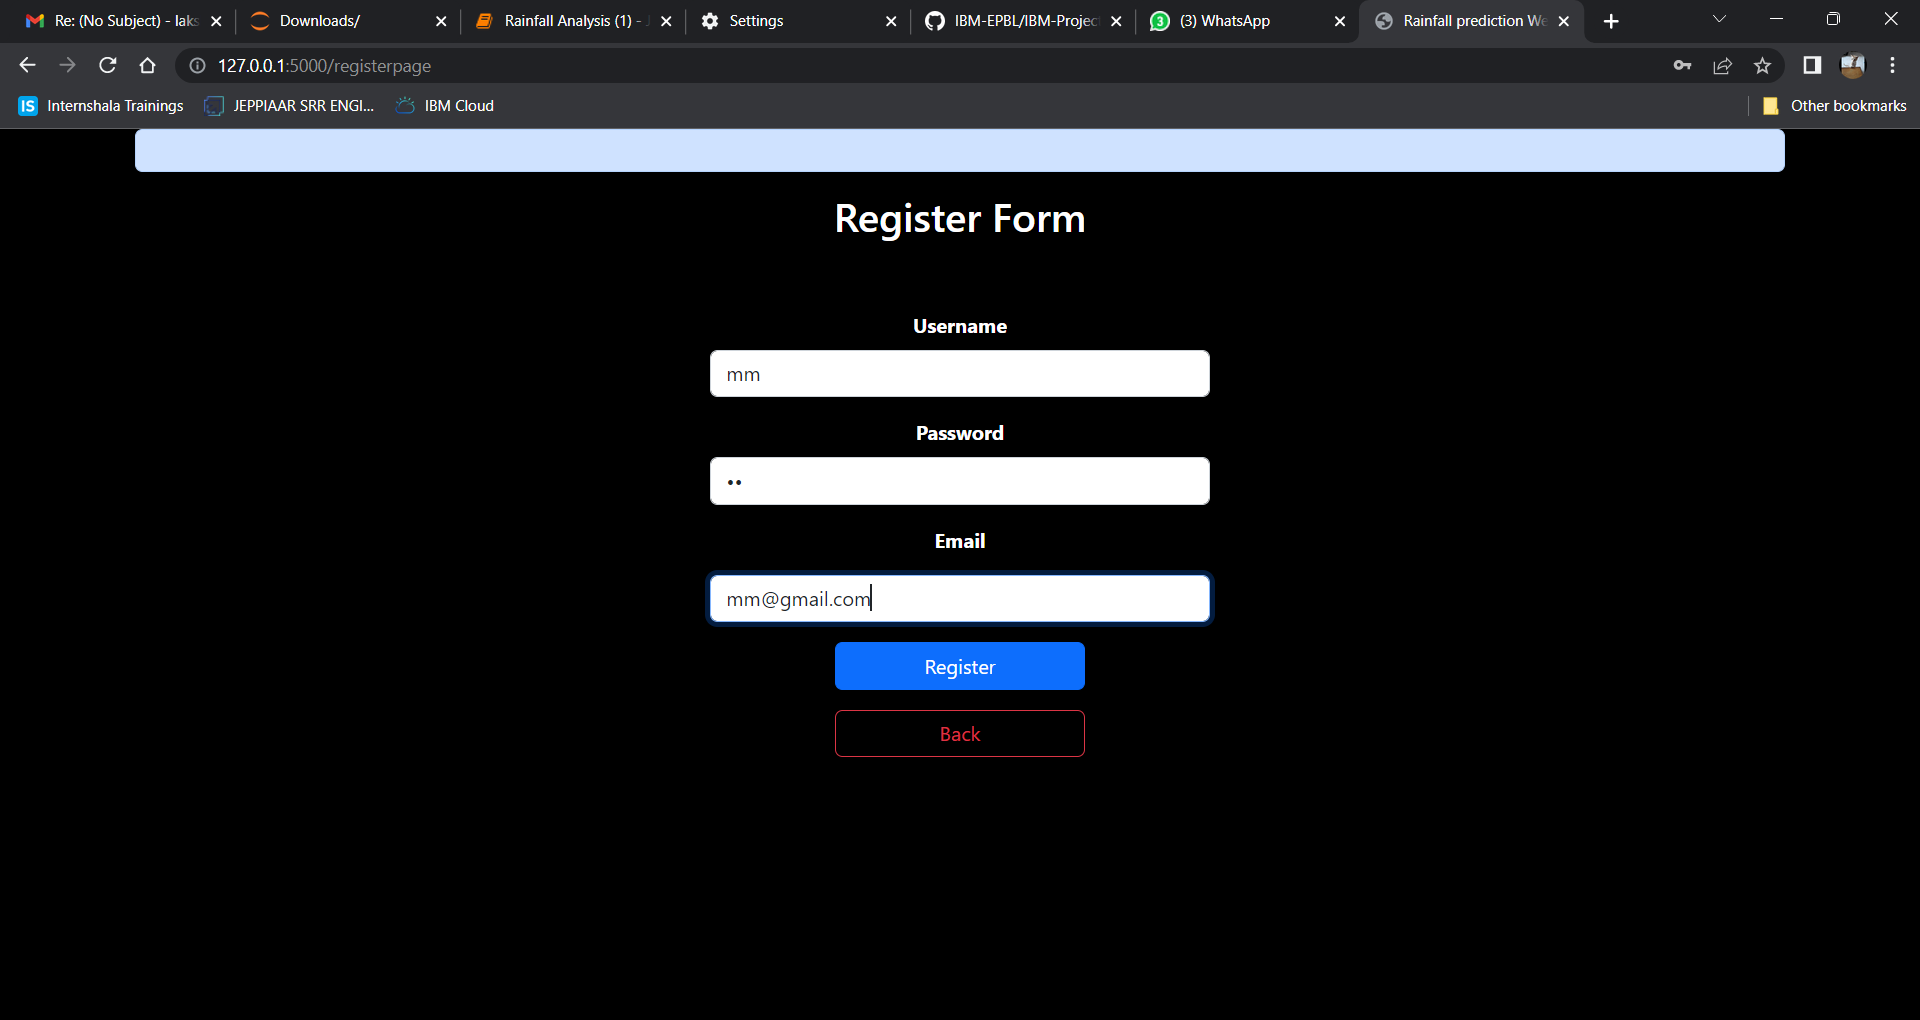 Re: (No Subject) - laks
Downloads/
Rainfall Analysis (1) -
Settings
IBM-EPBL/IBM-Projec
3
(3) WhatsApp
Rainfall prediction We
127.0.0.1:5000/registerpage
IS Internshala Trainings
JEPPIAAR SRR ENGI...
IBM Cloud
Other bookmarks
Register Form
Username
mm
Password
••
Email
mm@gmail.com
Register
Back